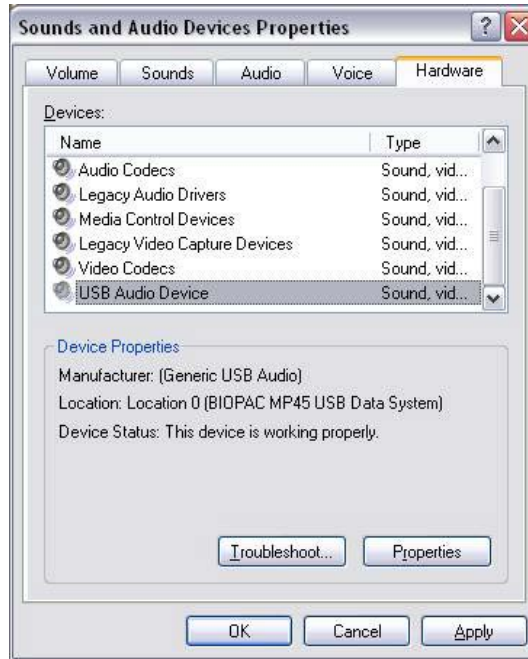 Sounds and Audio Devices Properties
Volume Sounds Audio Voice Hardware
Devices:
Name Type
Audio Codecs Sound, vid...
Legacy Audio Drivers Sound, vid...
Media Control Devices Sound, vid...
Legacy Video Capture Devices Sound, vid...
Video Codecs Sound, vid...
USB Audio Device Sound, vid...
Device Properties
Manufacturer: (Generic USB Audio)
Location: Location 0 (BIOPAC MP45 USB Data System)
Device Status: This device is working properly.
Troubleshoot... Properties
OK Cancel Apply